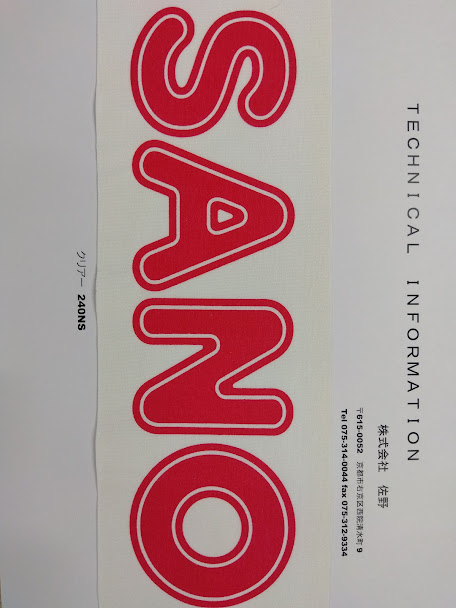 TECHNICAL INFORMATION
株式会社 佐野
〒615-0052 京都市右京区西院清水町 9
Tel 075-314-0044 fax 075-312-9334
SANO
クリアー 240NS